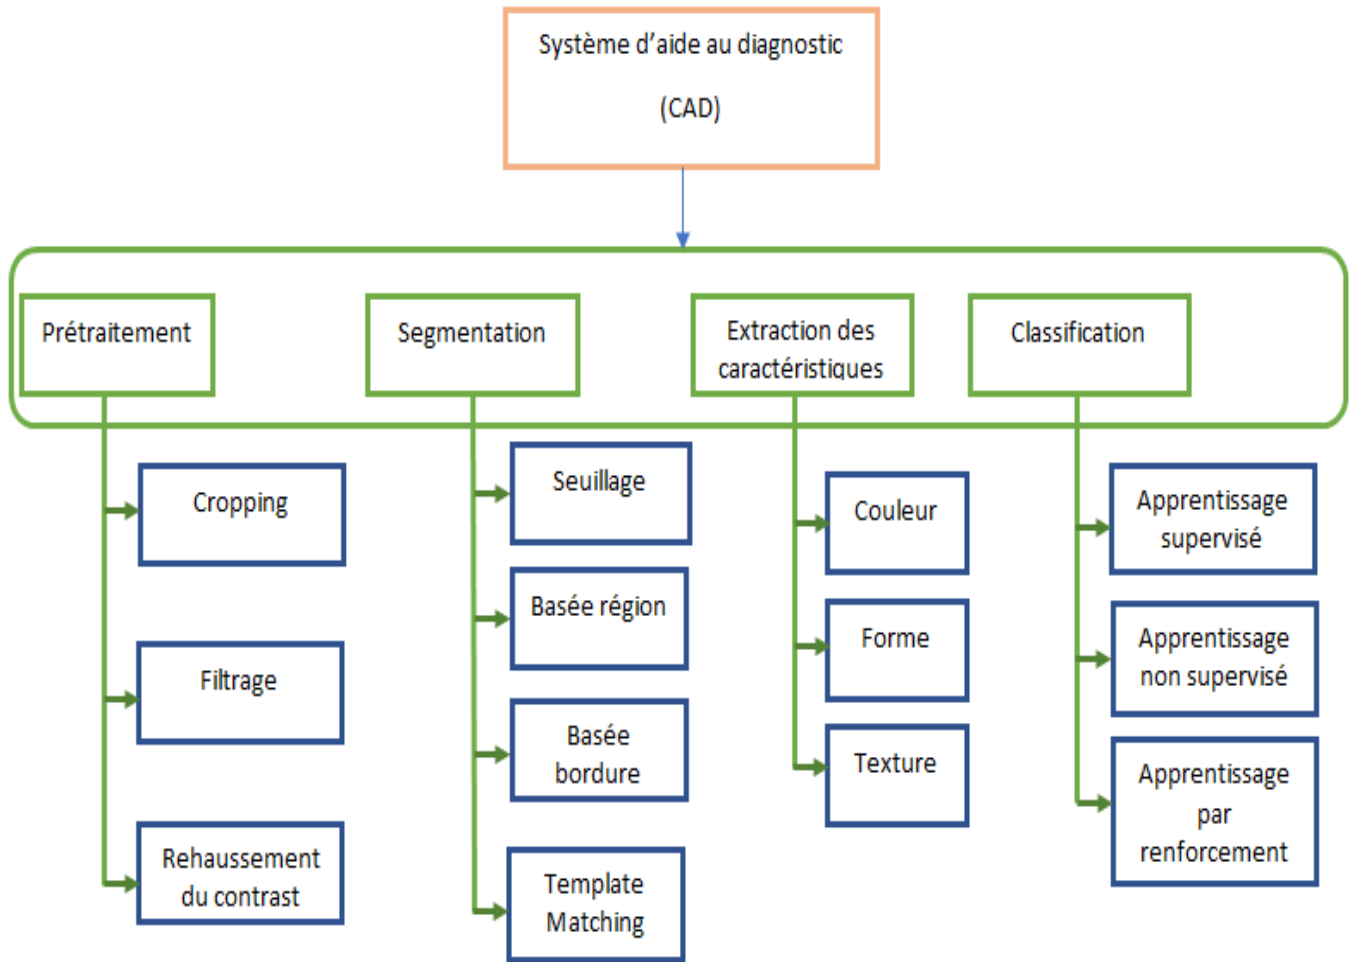 Système d'aide au diagnostic
(CAD)
Prétraitement
Segmentation
Extraction des
caractéristiques
Classification
Cropping
Filtrage
Rehaussement
du contrast
Seuillage
Basée région
Basée
bordure
Template
Matching
Couleur
Forme
Texture
Apprentissage
supervisé
Apprentissage
non supervisé
Apprentissage
par
renforcement